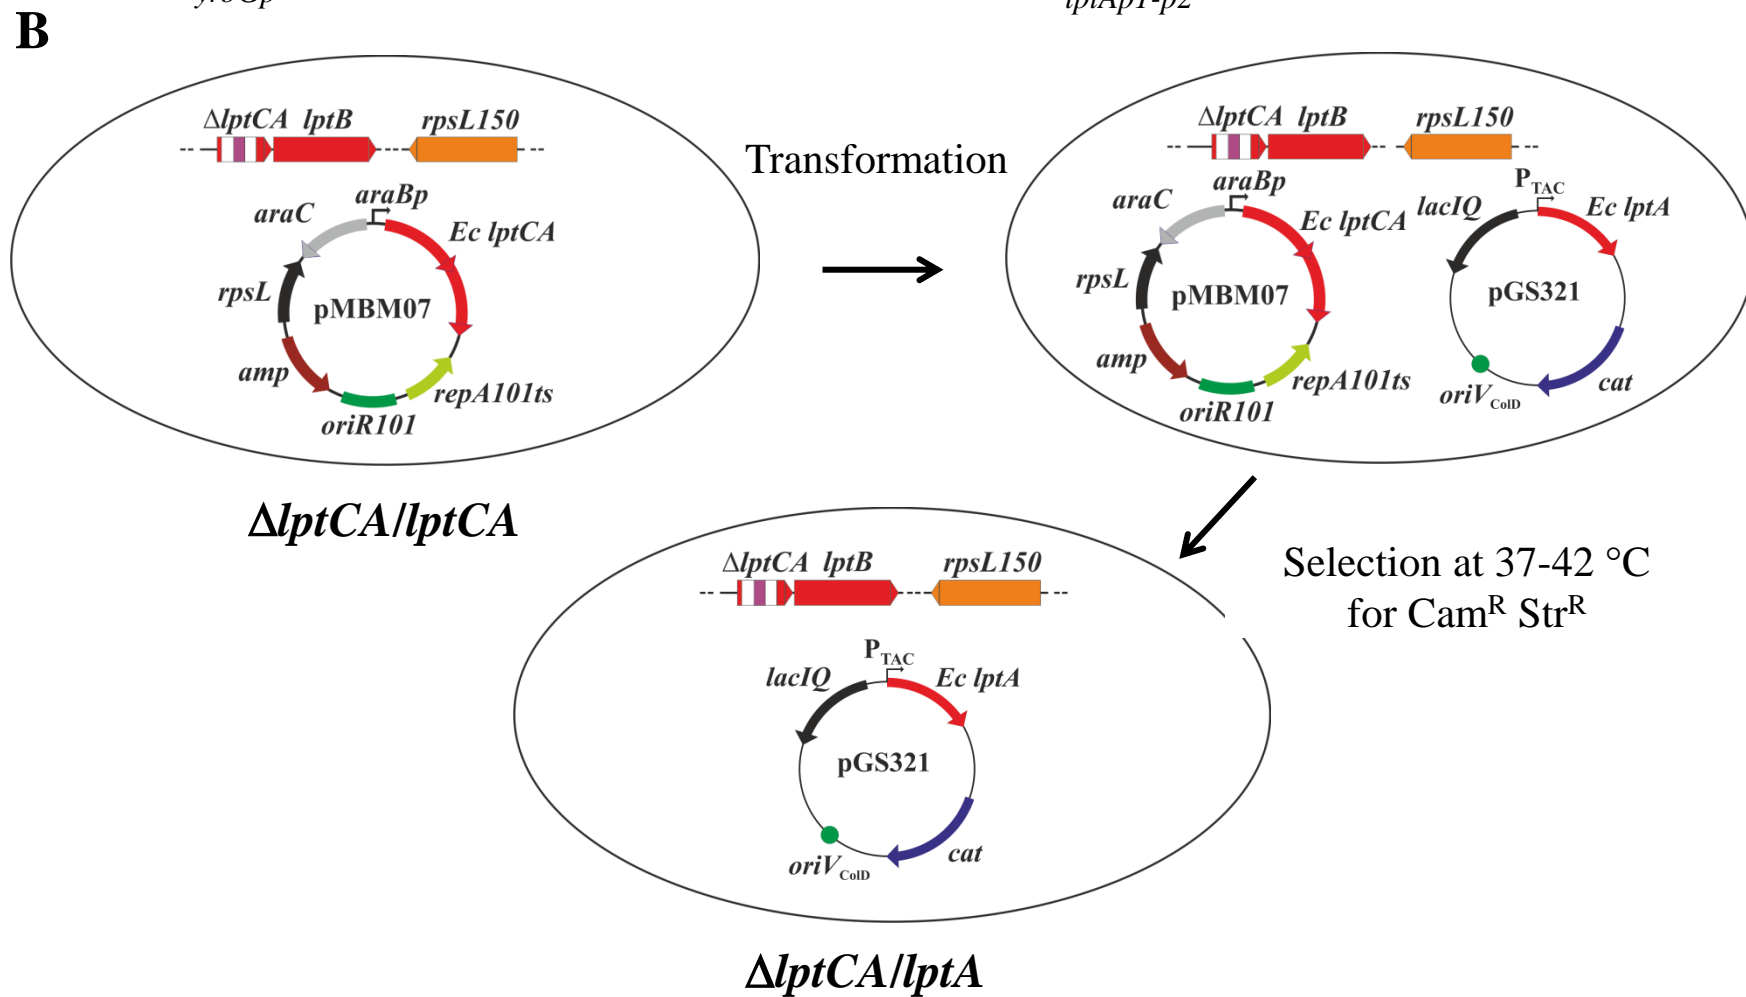 B
ΔlptCA lptB rpsL150
araBp
araC
Ec lptCA
rpsL
pMBM07
amp
repA101ts
oriR101
ΔlptCA/lptCA
Transformation
ΔlptCA lptB rpsL150
araBp
araC
Ec lptCA
rpsL
pMBM07
amp
repA101ts
oriR101
PTAC
lacIQ
Ec lptA
pGS321
oriVColD
cat
Selection at 37-42 °C
for CamR StrR
ΔlptCA lptB rpsL150
PTAC
lacIQ
Ec lptA
pGS321
oriVColD
cat
ΔlptCA/lptA